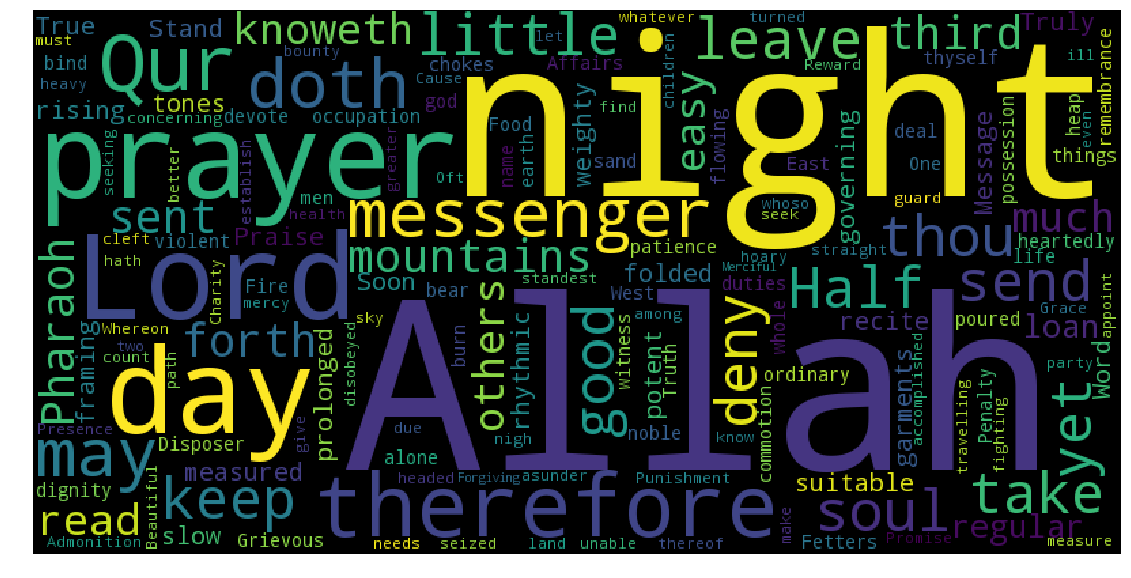 True
must
bind
heavy
Qur
Stand
knoweth
bounty
doth
tones
rising
concerning
devote
occupation
little
chokes
Affairs
whatever
turned
let
leave
Reward
third
Truly
thyself
ill
god
night
Food
find
children
easy
weighty
sand
earth
name
flowing
East
governing
One
deal
possession
heap
even
remembrance
things
prayer
seeking
better
establish
men
health
greater
Oft
messenger
whoso
seek
guard
Message
much
heartedly
life
sent
cleft
violent
Praise
hath
mountains
patience
thou
straight
Pharaoh
Lord
Charity
Fire
mercy
Soon
bear
standest
folded
West
hoary
Merciful
among
duties
Half
send
Whereon
two
count
path
forth
sky
burn
others
rhythmic
good
Witness
potent
Truth
whole
deny
recite
poured
loan
Grace
appoint
framing
day
prolonged
disobeyed
Allah
ordinary
noble
commotion
garments
accomplished
Word
yet
party
Presence
give
Disposer
due
nigh
know
travelling
Penalty
fighting
may
measured
alone
headed
Forgiving
asunder
Punishment
suitable
take
dignity
Beautiful
keep
therefore
soul
regular
read
slow
Admonition
Grievous
needs
seized
land
unable
thereof
make
Fetters
Promise
measure
Cause